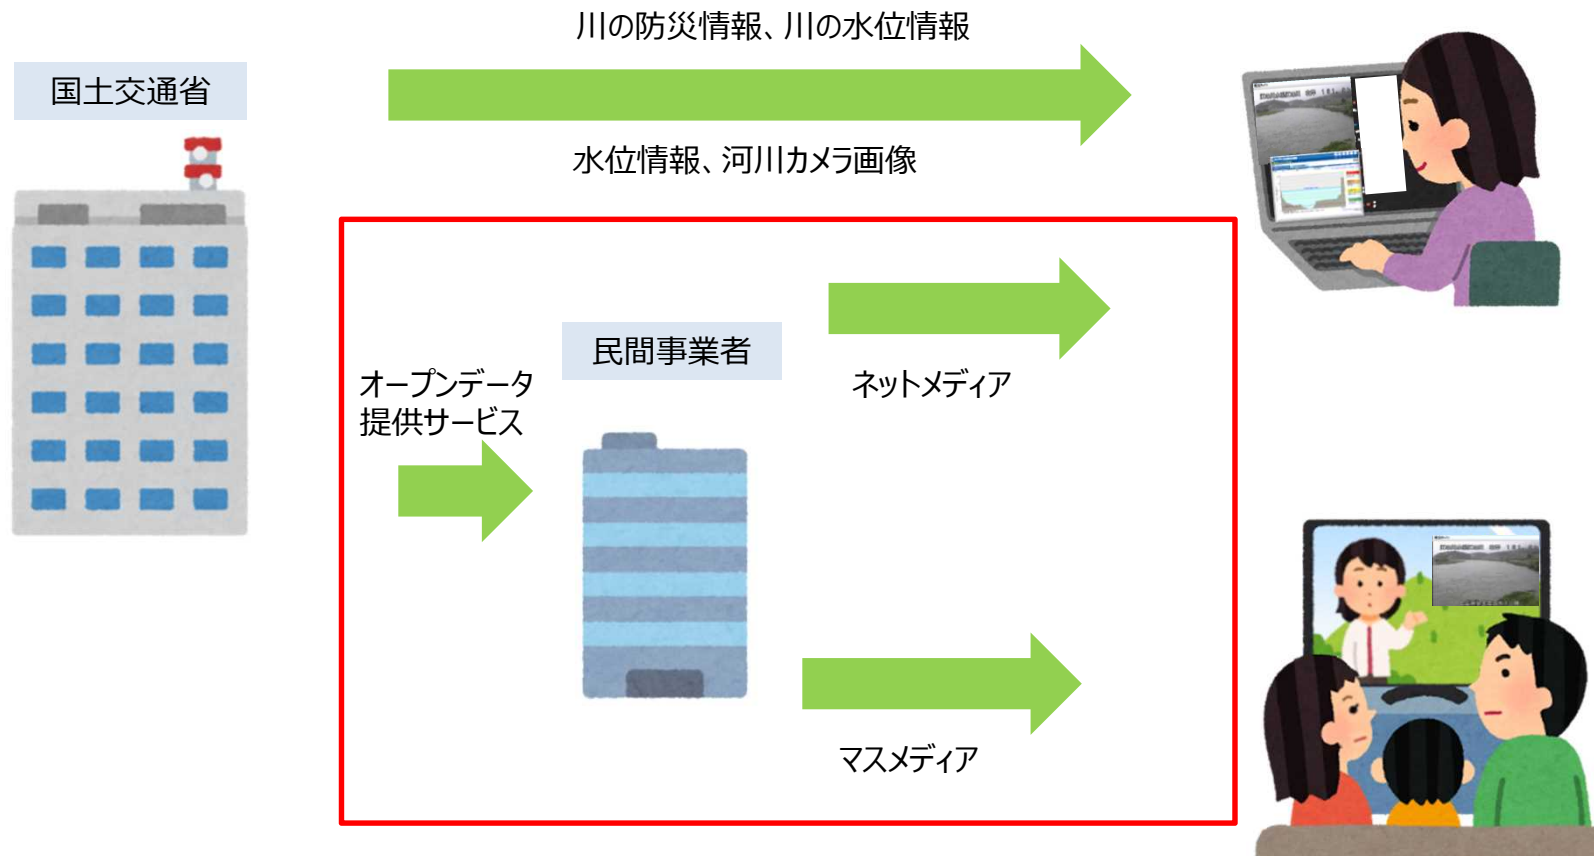 川の防災情報、川の水位情報
国土交通省
水位情報、河川カメラ画像
民間事業者
オープンデータ
提供サービス
ネットメディア
マスメディア